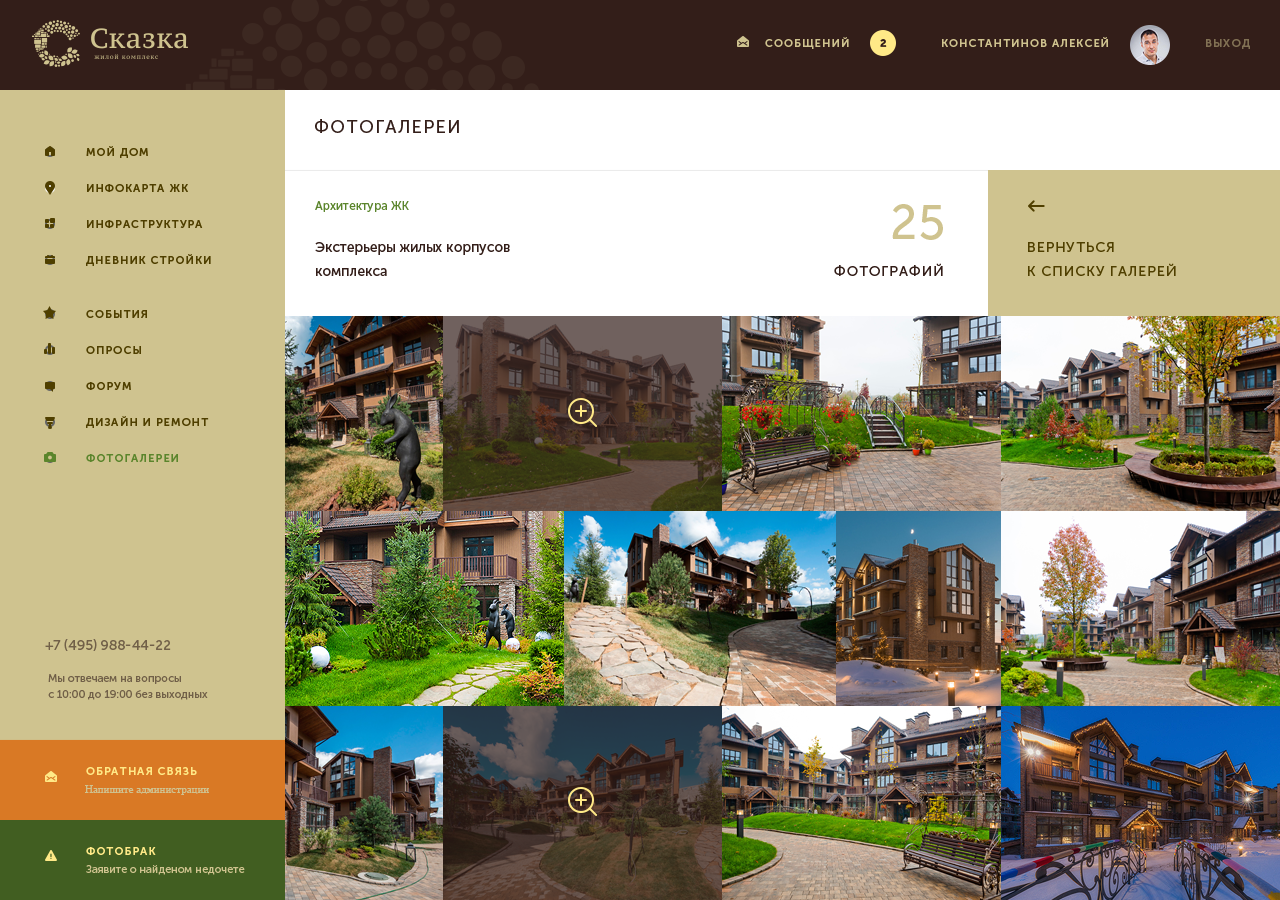 Сказка
жилой комплекс
СООБЩЕНИЙ 2
КОНСТАНТИНОВ АЛЕКСЕЙ
ВЫХОД
МОЙ ДОМ
ИНФОКАРТА ЖК
ИНФРАСТРУКТУРА
ДНЕВНИК СТРОЙКИ
СОБЫТИЯ
ОПРОСЫ
ФОРУМ
ДИЗАЙН И РЕМОНТ
ФОТОГАЛЕРЕИ
+7 (495) 988-44-22
Мы отвечаем на вопросы
с 10:00 до 19:00 без выходных
ОБРАТНАЯ СВЯЗЬ
Напишите администрации
ФОТОБРАК
Заявите о найденом недочете
ФОТОГАЛЕРЕИ
Архитектура ЖК
Экстерьеры жилых корпусов
комплекса
25
ФОТОГРАФИЙ
ВЕРНУТЬСЯ
К СПИСКУ ГАЛЕРЕЙ